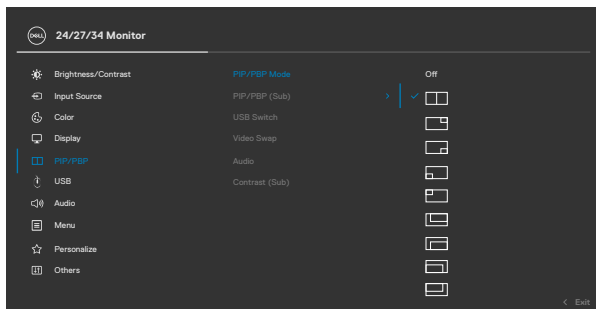 DELL 24/27/34 Monitor
Brightness/Contrast PIP/PBP Mode Off
Input Source PIP/PBP (Sub)
Color USB Switch
Display Video Swap
PIP/PBP Audio
USB Contrast (Sub)
Audio
Menu
Personalize
Others
Exit